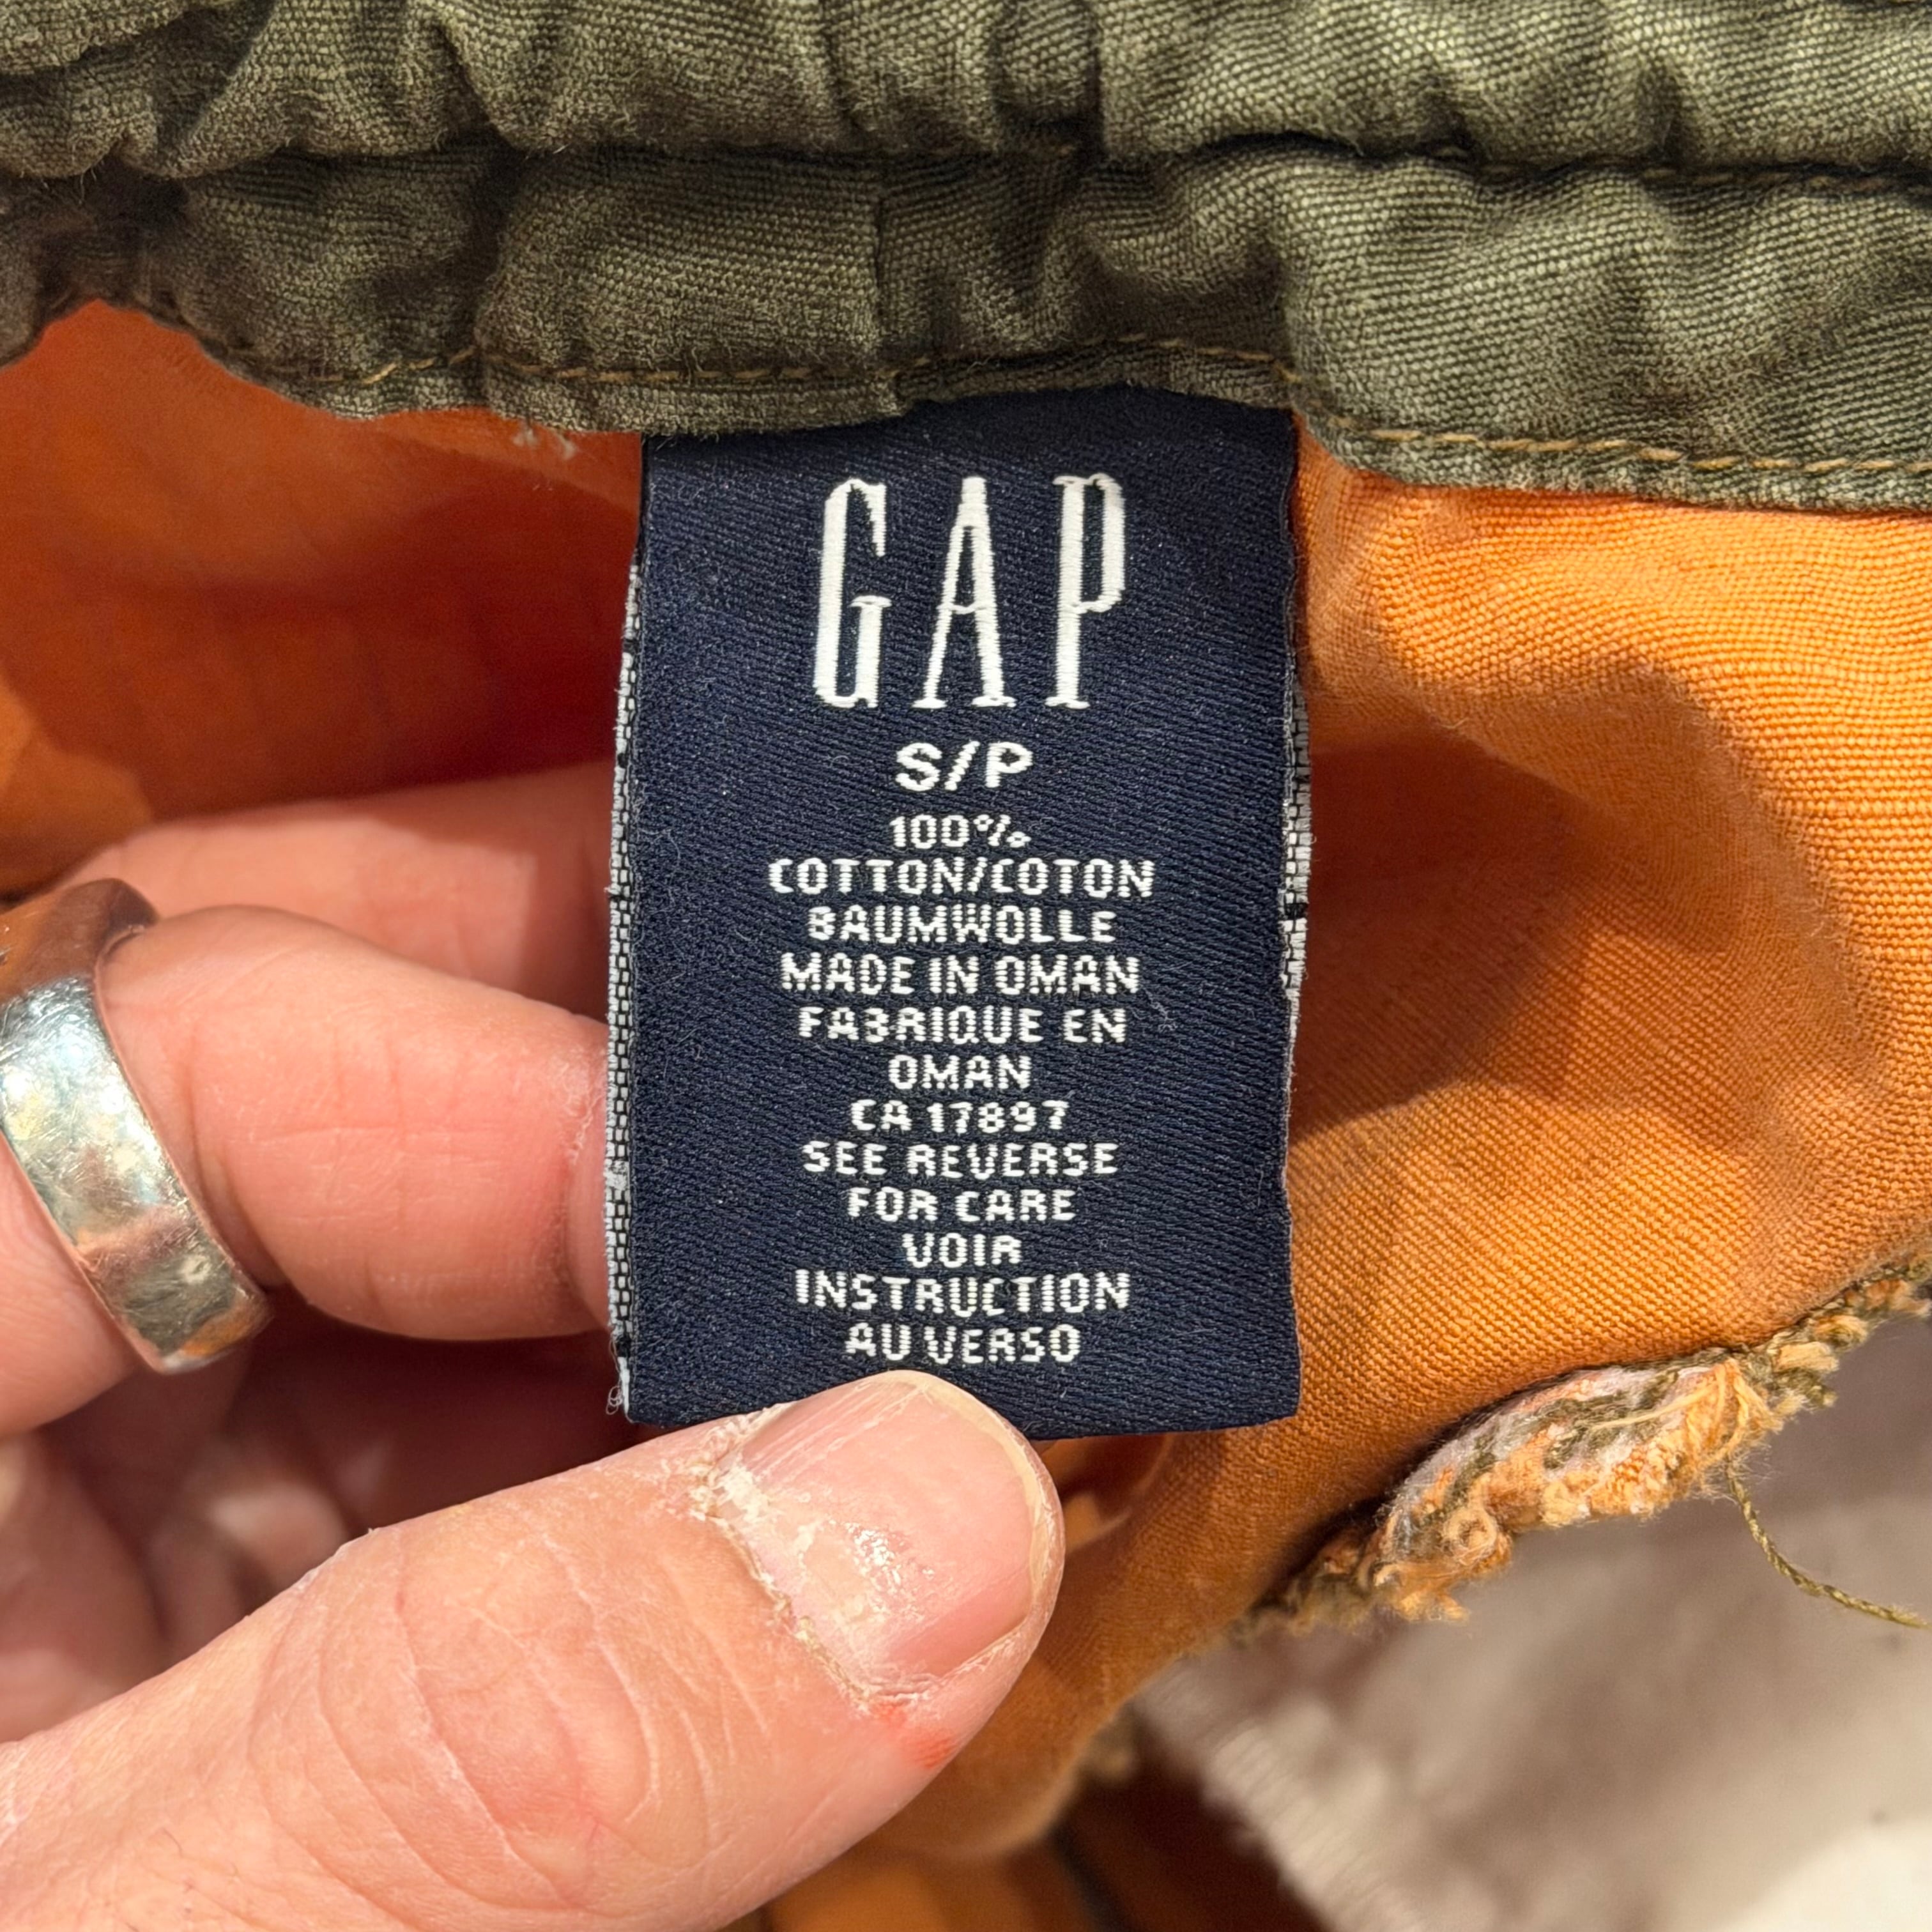 GAP
S/P
100%
COTTON/COTON
BAUMWOLLE
MADE IN OMAN
FABRIQUE EN
OMAN
CA 17897
SEE REVERSE
FOR CARE
VOIR
INSTRUCTION
AU VERSO